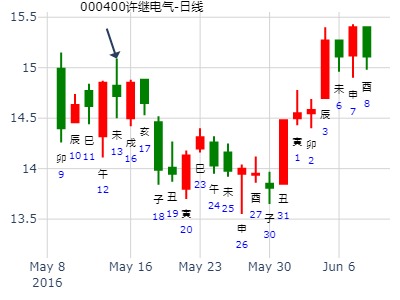 000400许继电气-日线
15.5
15
14.5
14
13.5
卯
9
辰
10
巳
11
午
12
未
13
戌
16
亥
17
子
18
丑
19
寅
20
巳
23
午
24
未
25
申
26
酉
27
子
30
丑
31
寅
1
卯
2
辰
3
未
6
申
7
酉
8
May 8
2016
May 16
May 23
May 30
Jun 6